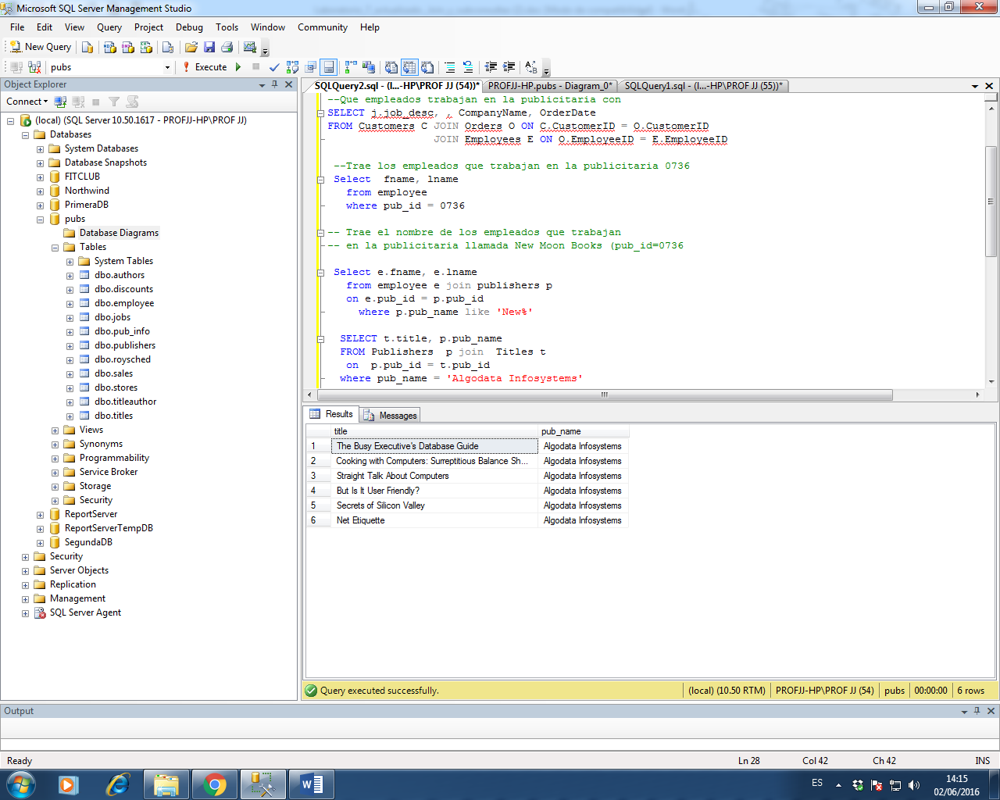 Microsoft SQL Server Management Studio
File Edit View Query Project Debug Tools Window Community Help
New Query
pubs Execute
Object Explorer
Connect
(local) (SQL Server 10.50.1617 - PROFJJ-HP\PROF JJ)
Databases
System Databases
Database Snapshots
FITCLUB
Northwind
PrimeraDB
pubs
Database Diagrams
Tables
System Tables
dbo.authors
dbo.discounts
dbo.employee
dbo.jobs
dbo.pub_info
dbo.publishers
dbo.roysched
dbo.sales
dbo.stores
dbo.titleauthor
dbo.titles
Views
Synonyms
Programmability
Service Broker
Storage
Security
ReportServer
ReportServerTempDB
SegundaDB
Security
Server Objects
Replication
Management
SQL Server Agent
SQLQuery2.sql - (l...-HP\PROF JJ (54))* PROFJJ-HP.pubs - Diagram_0* SQLQuery1.sql - (l...-HP\PROF JJ (55))*
--Que empleados trabajan en la publicitaria con
SELECT j.job_desc, , CompanyName, OrderDate
FROM Customers C JOIN Orders O ON C.CustomerID = O.CustomerID
JOIN Employees E ON O.EmployeeID = E.EmployeeID
--Trae los empleados que trabajan en la publicitaria 0736
Select fname, lname
from employee
where pub_id = 0736
-- Trae el nombre de los empleados que trabajan
-- en la publicitaria llamada New Moon Books (pub_id=0736
Select e.fname, e.lname
from employee e join publishers p
on e.pub_id = p.pub_id
where p.pub_name like 'New%'
SELECT t.title, p.pub_name
FROM Publishers p join Titles t
on p.pub_id = t.pub_id
where pub_name = 'Algodata Infosystems'
Results Messages
title pub_name
1 The Busy Executive's Database Guide Algodata Infosystems
2 Cooking with Computers: Surreptitious Balance Sh... Algodata Infosystems
3 Straight Talk About Computers Algodata Infosystems
4 But Is It User Friendly? Algodata Infosystems
5 Secrets of Silicon Valley Algodata Infosystems
6 Net Etiquette Algodata Infosystems
Query executed successfully. (local) (10.50 RTM) PROFJJ-HP\PROF JJ (54) pubs 00:00:00 6 rows
Output
Ready Ln 28 Col 42 Ch 42 INS
ES 14:15
02/06/2016